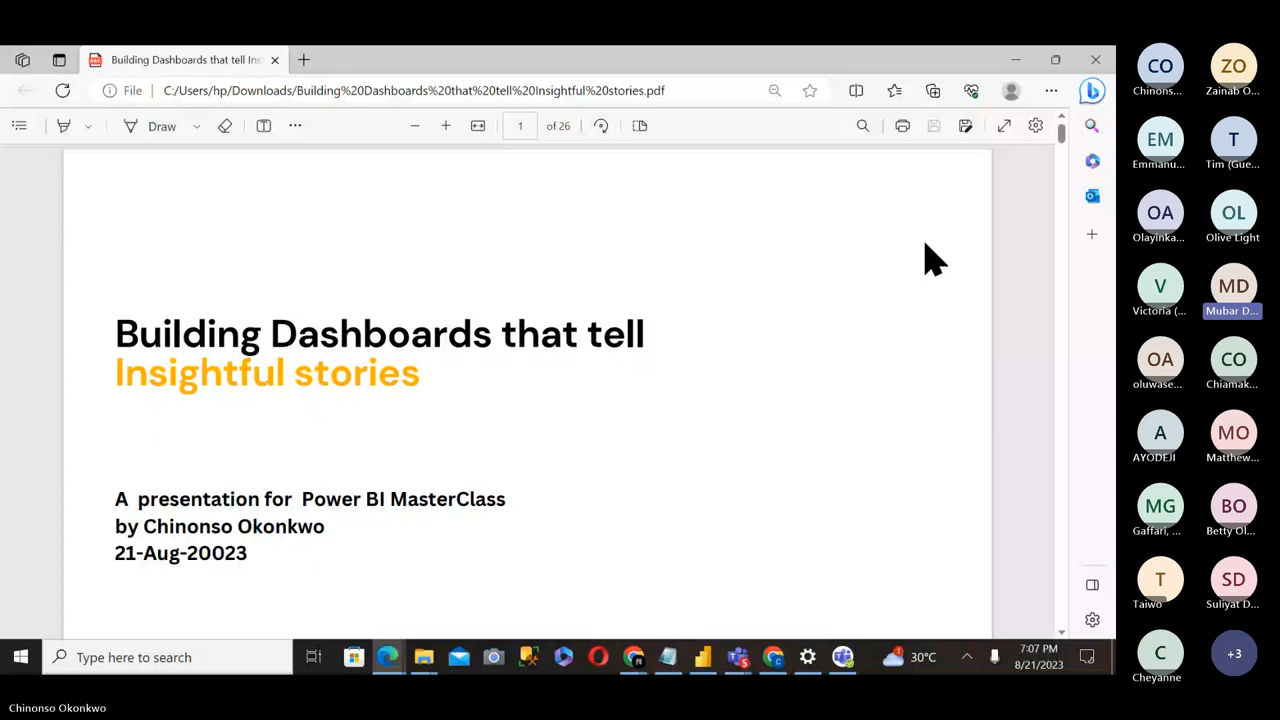 Building Dashboards that tell Ins
File
C:/Users/hp/Downloads/Building%20Dashboards%20that%20tell%20Insightful%20stories.pdf
Draw
1 of 26
Building Dashboards that tell
Insightful stories
A presentation for Power BI MasterClass
by Chinonso Okonkwo
21-Aug-20023
Type here to search
5
N
1
30°C
7:07 PM
8/21/2023
CO
Chinons...
ZO
Zainab O...
EM
Emmanu...
T
Tim (Gue...
OA
Olayinka...
OL
Olive Light
V
Victoria (...
MD
Mubar D...
OA
oluwase...
CO
Chiamak...
A
AYODEJI
MO
Matthew...
MG
Gaffari, ...
BO
Betty Ol...
T
Taiwo
SD
Suliyat D...
C
Cheyanne
+3
Chinonso Okonkwo